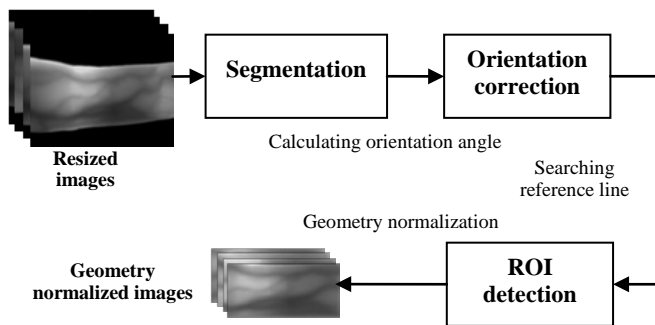 Segmentation
Orientation
correction
Calculating orientation angle
Resized
images
Searching
reference line
Geometry normalization
Geometry
normalized images
ROI
detection